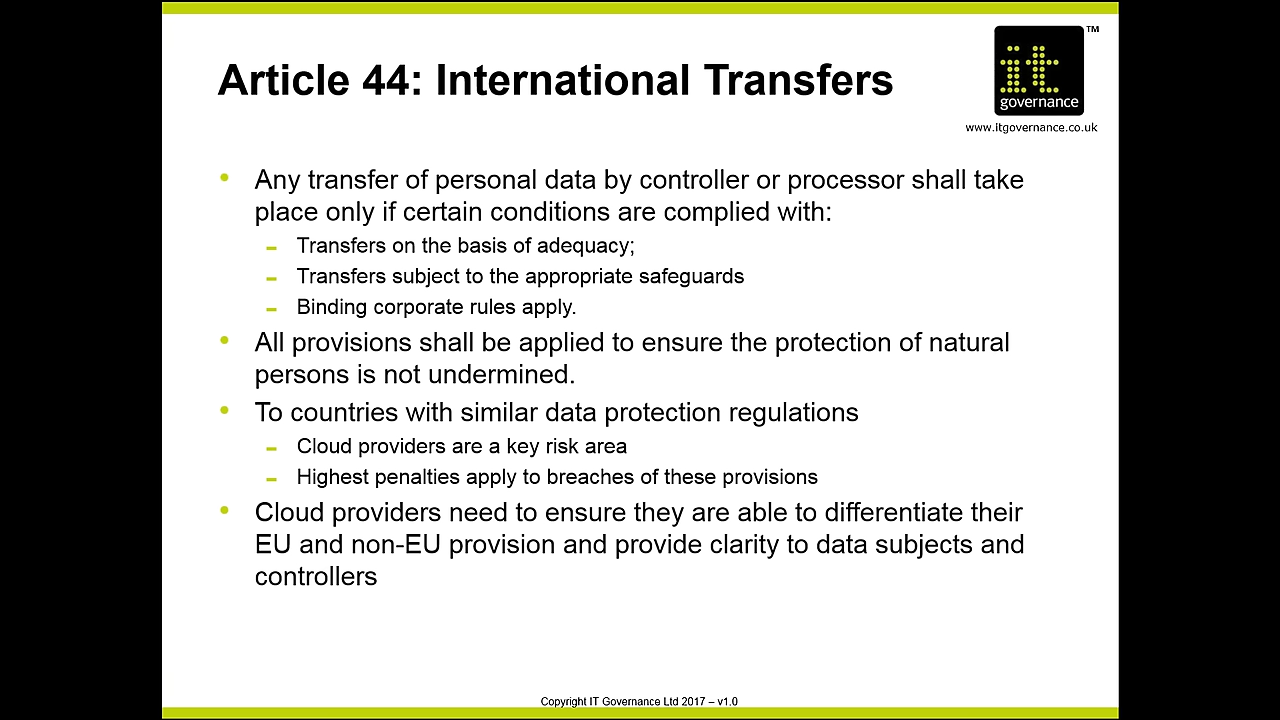 Article 44: International Transfers
it
governance
™
www.itgovernance.co.uk
• Any transfer of personal data by controller or processor shall take
place only if certain conditions are complied with:
– Transfers on the basis of adequacy;
– Transfers subject to the appropriate safeguards
– Binding corporate rules apply.
• All provisions shall be applied to ensure the protection of natural
persons is not undermined.
• To countries with similar data protection regulations
– Cloud providers are a key risk area
– Highest penalties apply to breaches of these provisions
• Cloud providers need to ensure they are able to differentiate their
EU and non-EU provision and provide clarity to data subjects and
controllers
Copyright IT Governance Ltd 2017 – v1.0